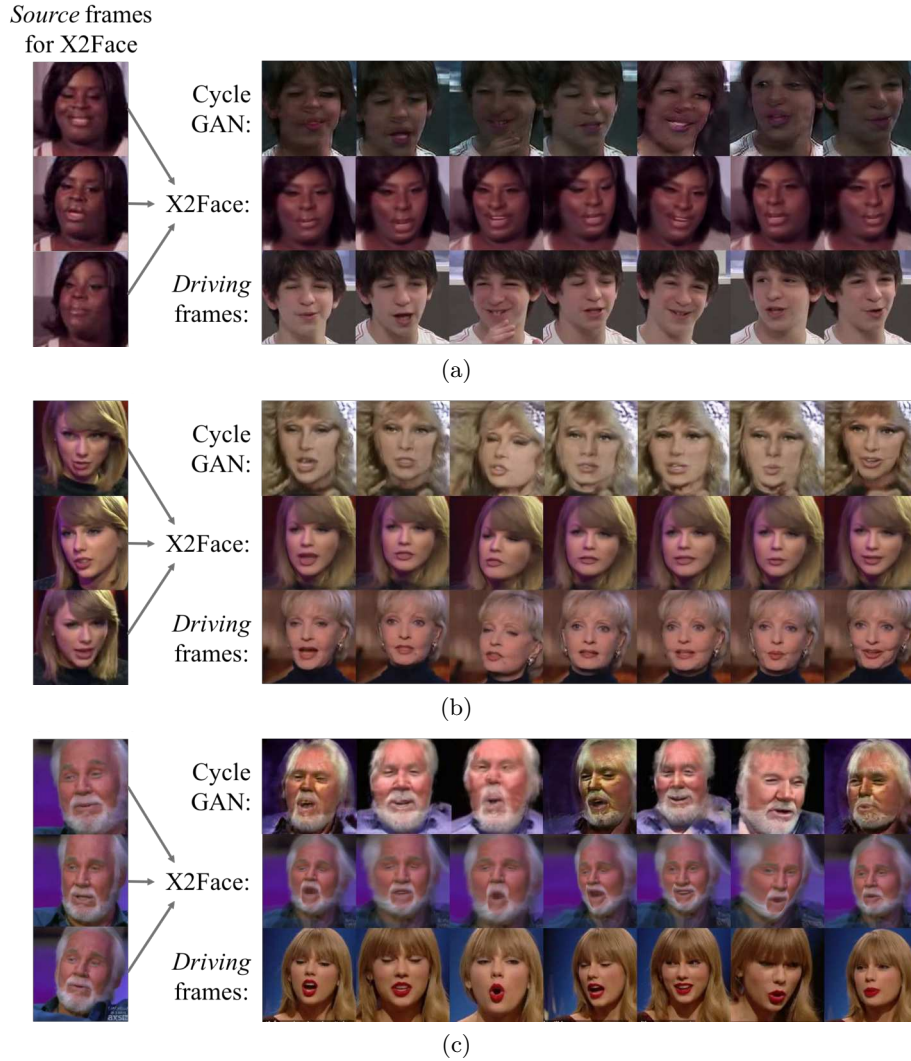 Source frames
for X2Face
Cycle
GAN:
X2Face:
Driving
frames:
(a)
Cycle
GAN:
X2Face:
Driving
frames:
(b)
Cycle
GAN:
X2Face:
Driving
frames:
axs
(c)